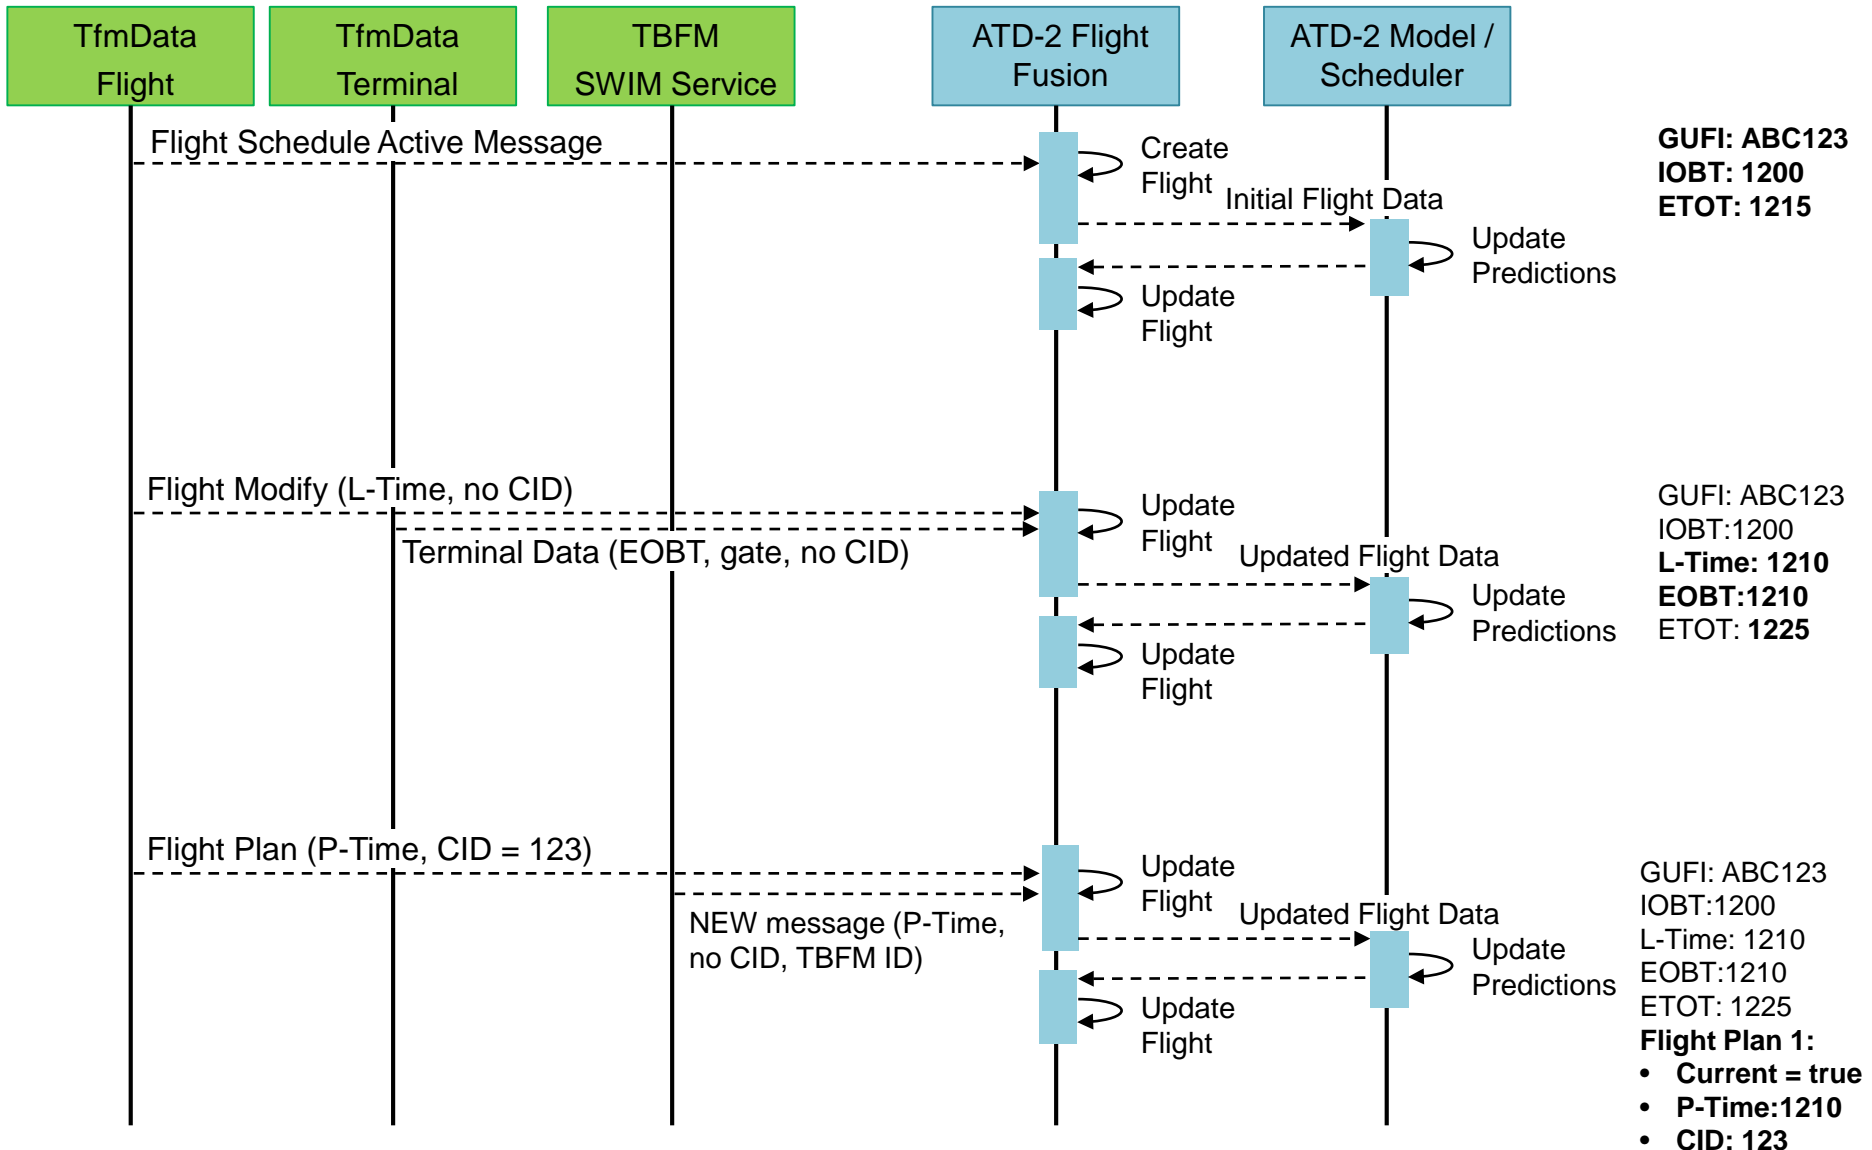 TfmData
Flight
TfmData
Terminal
TBFM
SWIM Service
ATD-2 Flight
Fusion
ATD-2 Model /
Scheduler
Flight Schedule Active Message
Create
Flight
Initial Flight Data
Update
Predictions
Update
Flight
GUFI: ABC123
IOBT: 1200
ETOT: 1215
Flight Modify (L-Time, no CID)
Terminal Data (EOBT, gate, no CID)
Update
Flight
Updated Flight Data
Update
Predictions
Update
Flight
GUFI: ABC123
IOBT:1200
L-Time: 1210
EOBT:1210
ETOT: 1225
Flight Plan (P-Time, CID = 123)
NEW message (P-Time,
no CID, TBFM ID)
Update
Flight
Updated Flight Data
Update
Predictions
Update
Flight
GUFI: ABC123
IOBT:1200
L-Time: 1210
EOBT:1210
ETOT: 1225
Flight Plan 1:
• Current = true
• P-Time:1210
• CID: 123